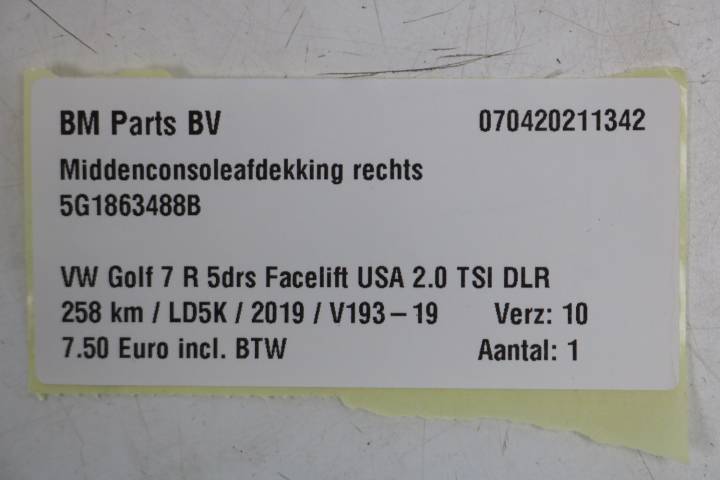 BM Parts BV 070420211342
Middenconsoleafdekking rechts
5G1863488B
VW Golf 7 R 5drs Facelift USA 2.0 TSI DLR
258 km / LD5K / 2019 / V193-19 Verz: 10
7.50 Euro incl. BTW Aantal: 1